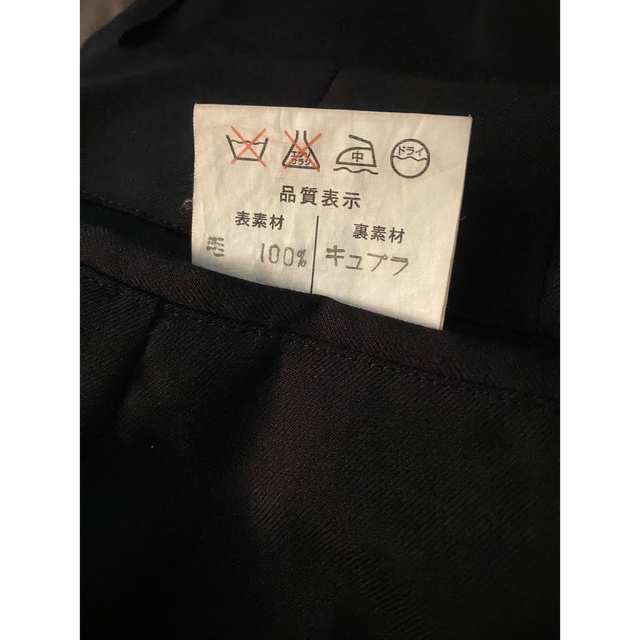 エンソ
サラシ
中
ドライ
品質表示
表素材
裏素材
毛 100%
キュプラ